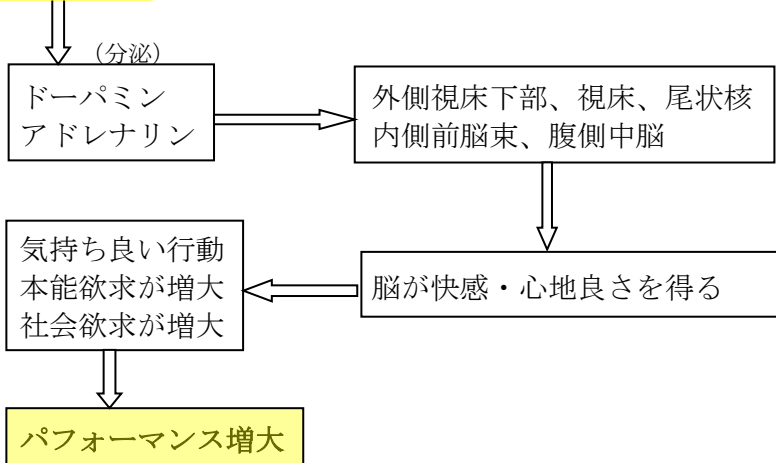 (分泌)
ドーパミン
アドレナリン
外側視床下部、視床、尾状核
内側前脳束、腹側中脳
脳が快感・心地良さを得る
気持ち良い行動
本能欲求が増大
社会欲求が増大
パフォーマンス増大